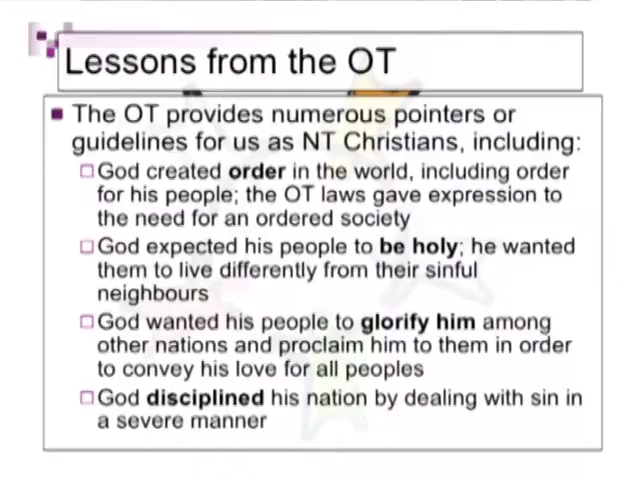 Lessons from the OT
The OT provides numerous pointers or
guidelines for us as NT Christians, including:
God created order in the world, including order
for his people; the OT laws gave expression to
the need for an ordered society
God expected his people to be holy; he wanted
them to live differently from their sinful
neighbours
God wanted his people to glorify him among
other nations and proclaim him to them in order
to convey his love for all peoples
God disciplined his nation by dealing with sin in
a severe manner